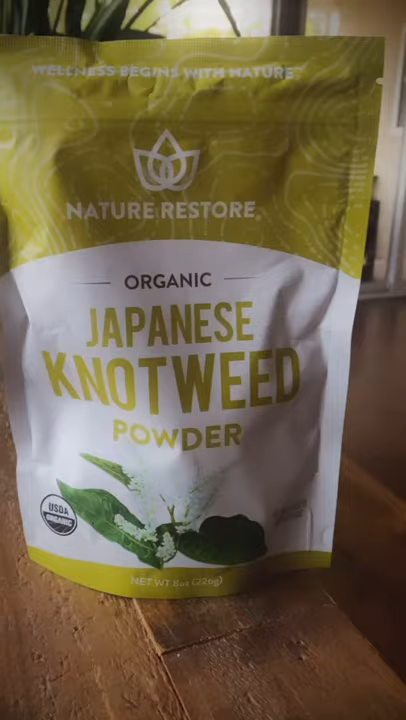 WELLNESS BEGINS WITH NATURE
NATURE RESTORE
ORGANIC
JAPANESE
KNOTWEED
POWDER
USDA
ORGANIC
NET WT 8oz (226g)